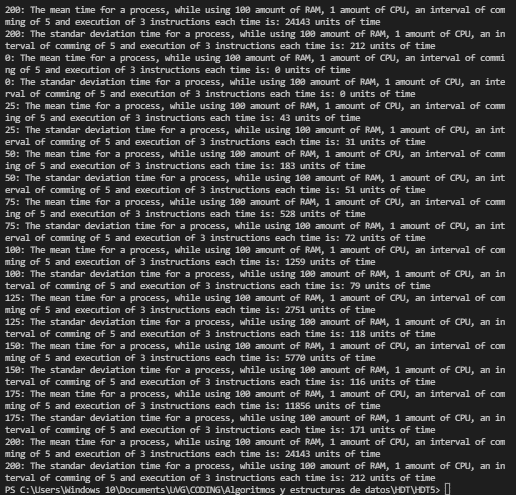 200: The mean time for a process, while using 100 amount of RAM, 1 amount of CPU, an interval of com
ming of 5 and execution of 3 instructions each time is: 24143 units of time
200: The standar deviation time for a process, while using 100 amount of RAM, 1 amount of CPU, an in
terval of comming of 5 and execution of 3 instructions each time is: 212 units of time
0: The mean time for a process, while using 100 amount of RAM, 1 amount of CPU, an interval of commi
ng of 5 and execution of 3 instructions each time is: 0 units of time
0: The standar deviation time for a process, while using 100 amount of RAM, 1 amount of CPU, an inte
rval of comming of 5 and execution of 3 instructions each time is: 0 units of time
25: The mean time for a process, while using 100 amount of RAM, 1 amount of CPU, an interval of comm
ing of 5 and execution of 3 instructions each time is: 43 units of time
25: The standar deviation time for a process, while using 100 amount of RAM, 1 amount of CPU, an int
erval of comming of 5 and execution of 3 instructions each time is: 31 units of time
50: The mean time for a process, while using 100 amount of RAM, 1 amount of CPU, an interval of comm
ing of 5 and execution of 3 instructions each time is: 183 units of time
50: The standar deviation time for a process, while using 100 amount of RAM, 1 amount of CPU, an int
erval of comming of 5 and execution of 3 instructions each time is: 51 units of time
75: The mean time for a process, while using 100 amount of RAM, 1 amount of CPU, an interval of comm
ing of 5 and execution of 3 instructions each time is: 528 units of time
75: The standar deviation time for a process, while using 100 amount of RAM, 1 amount of CPU, an int
erval of comming of 5 and execution of 3 instructions each time is: 72 units of time
100: The mean time for a process, while using 100 amount of RAM, 1 amount of CPU, an interval of com
ming of 5 and execution of 3 instructions each time is: 1259 units of time
100: The standar deviation time for a process, while using 100 amount of RAM, 1 amount of CPU, an in
terval of comming of 5 and execution of 3 instructions each time is: 79 units of time
125: The mean time for a process, while using 100 amount of RAM, 1 amount of CPU, an interval of com
ming of 5 and execution of 3 instructions each time is: 2751 units of time
125: The standar deviation time for a process, while using 100 amount of RAM, 1 amount of CPU, an in
terval of comming of 5 and execution of 3 instructions each time is: 118 units of time
150: The mean time for a process, while using 100 amount of RAM, 1 amount of CPU, an interval of com
ming of 5 and execution of 3 instructions each time is: 5770 units of time
150: The standar deviation time for a process, while using 100 amount of RAM, 1 amount of CPU, an in
terval of comming of 5 and execution of 3 instructions each time is: 116 units of time
175: The mean time for a process, while using 100 amount of RAM, 1 amount of CPU, an interval of com
ming of 5 and execution of 3 instructions each time is: 11856 units of time
175: The standar deviation time for a process, while using 100 amount of RAM, 1 amount of CPU, an in
terval of comming of 5 and execution of 3 instructions each time is: 171 units of time
200: The mean time for a process, while using 100 amount of RAM, 1 amount of CPU, an interval of com
ming of 5 and execution of 3 instructions each time is: 24143 units of time
200: The standar deviation time for a process, while using 100 amount of RAM, 1 amount of CPU, an in
terval of comming of 5 and execution of 3 instructions each time is: 212 units of time
PS C:\Users\Windows 10\Documents\UVG\CODING\Algoritmos y estructuras de datos\HDT\HDT5>